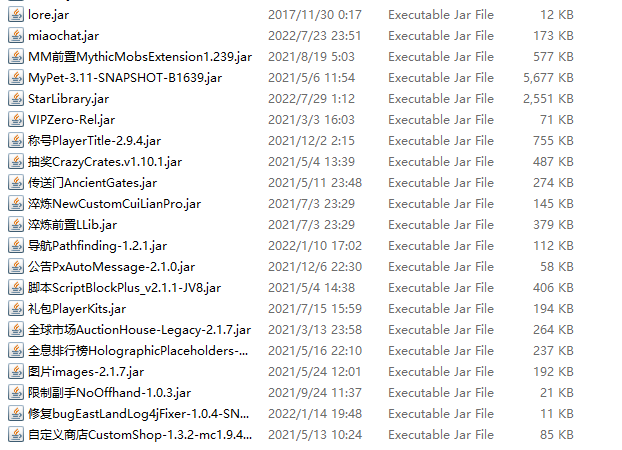 lore.jar 2017/11/30 0:17 Executable Jar File 12 KB
miaochat.jar 2022/7/23 23:51 Executable Jar File 173 KB
MM前置MythicMobsExtension1.239.jar 2021/8/19 5:03 Executable Jar File 577 KB
MyPet-3.11-SNAPSHOT-B1639.jar 2021/5/6 11:54 Executable Jar File 5,677 KB
StarLibrary.jar 2022/7/29 1:12 Executable Jar File 2,551 KB
VIPZero-Rel.jar 2021/3/3 16:03 Executable Jar File 71 KB
称号PlayerTitle-2.9.4.jar 2021/12/2 2:15 Executable Jar File 755 KB
抽奖CrazyCrates.v1.10.1.jar 2021/5/4 13:39 Executable Jar File 487 KB
传送门AncientGates.jar 2021/5/11 23:48 Executable Jar File 274 KB
淬炼NewCustomCuiLianPro.jar 2021/7/3 23:29 Executable Jar File 145 KB
淬炼前置LLib.jar 2021/7/3 23:29 Executable Jar File 379 KB
导航Pathfinding-1.2.1.jar 2022/1/10 17:02 Executable Jar File 112 KB
公告PxAutoMessage-2.1.0.jar 2021/12/6 22:30 Executable Jar File 58 KB
脚本ScriptBlockPlus_v2.1.1-JV8.jar 2021/5/4 14:38 Executable Jar File 406 KB
礼包PlayerKits.jar 2021/7/15 15:59 Executable Jar File 194 KB
全球市场AuctionHouse-Legacy-2.1.7.jar 2021/3/13 23:58 Executable Jar File 264 KB
全息排行榜HolographicPlaceholders-... 2021/5/16 22:10 Executable Jar File 237 KB
图片images-2.1.7.jar 2021/5/24 12:01 Executable Jar File 192 KB
限制副手NoOffhand-1.0.3.jar 2021/9/24 11:37 Executable Jar File 21 KB
修复bugEastLandLog4jFixer-1.0.4-SN... 2022/1/14 19:48 Executable Jar File 11 KB
自定义商店CustomShop-1.3.2-mc1.9.4... 2021/5/13 10:24 Executable Jar File 85 KB